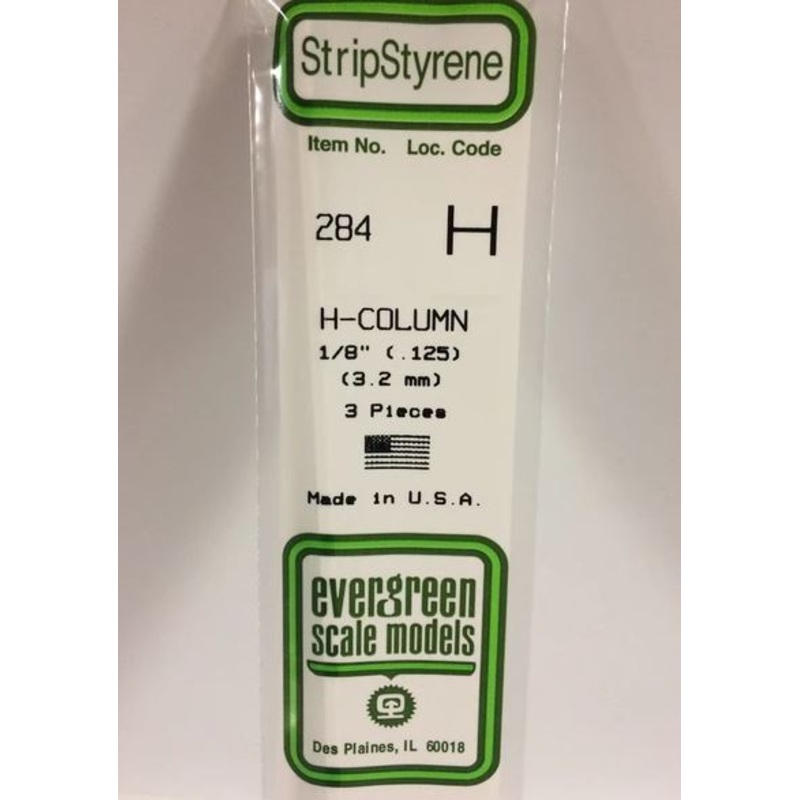 StripStyrene
Item No. Loc. Code
284 H
H-COLUMN
1/8" (.125)
(3.2 mm)
3 Pieces
Made in U.S.A.
evergreen
scale models
Des Plaines, IL 60018